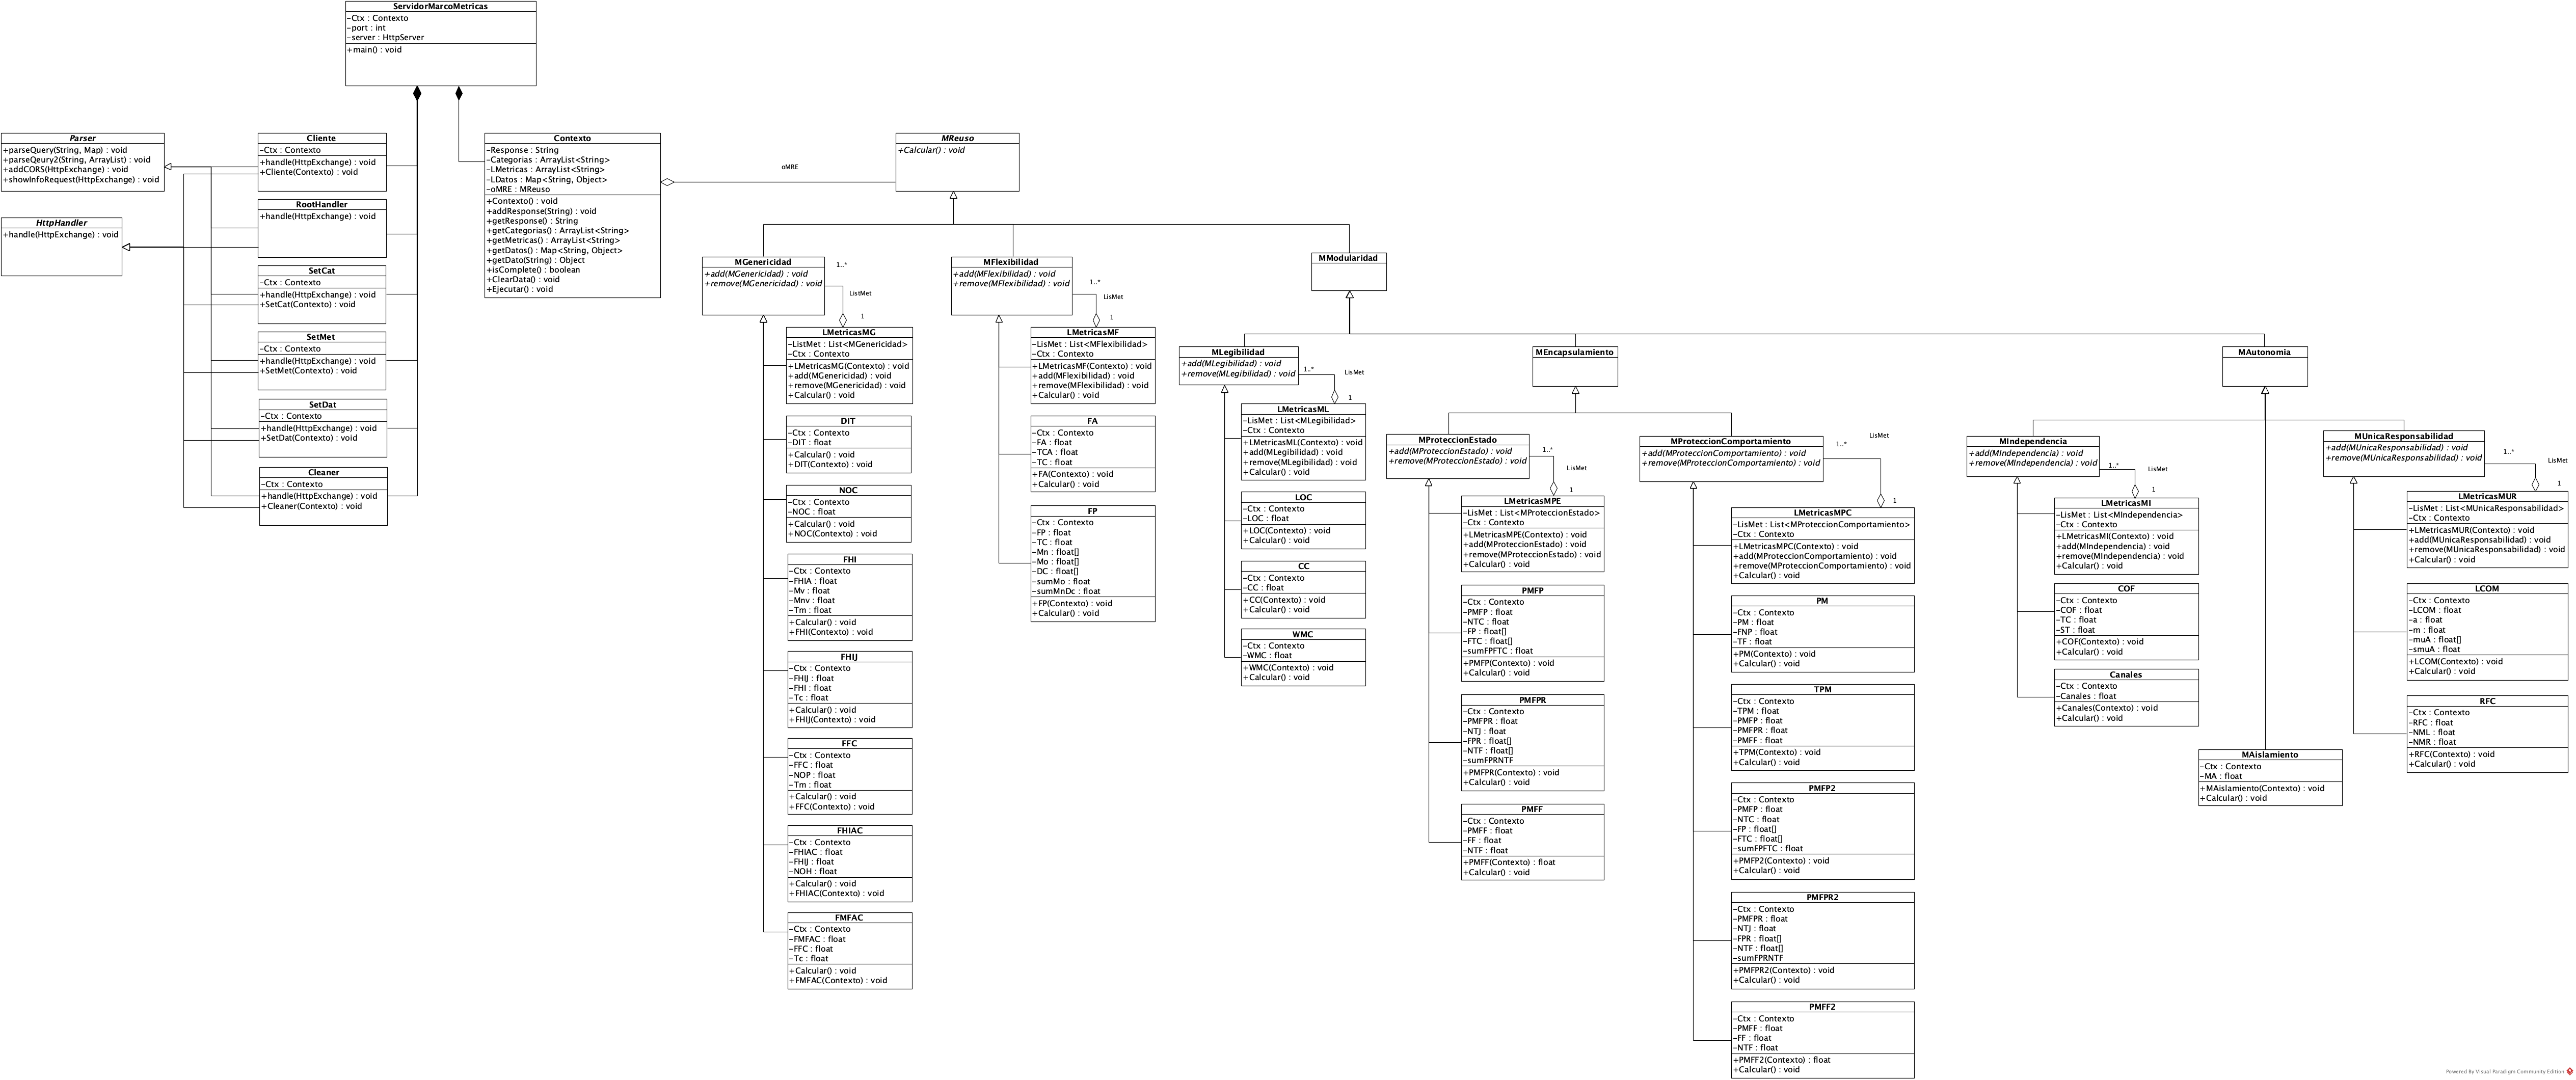 ServidorMarcoMetricas
-Ctx : Contexto
-port : int
-server : HttpServer
+main() : void
Parser
+parseQuery(String, Map) : void
+parseQeury2(String, ArrayList) : void
+addCORS(HttpExchange) : void
+showInfoRequest(HttpExchange) : void
HttpHandler
+handle(HttpExchange) : void
Cliente
-Ctx : Contexto
+handle(HttpExchange) : void
+Cliente(Contexto) : void
RootHandler
+handle(HttpExchange) : void
SetCat
-Ctx : Contexto
+handle(HttpExchange) : void
+SetCat(Contexto) : void
SetMet
-Ctx : Contexto
+handle(HttpExchange) : void
+SetMet(Contexto) : void
SetDat
-Ctx : Contexto
+handle(HttpExchange) : void
+SetDat(Contexto) : void
Cleaner
-Ctx : Contexto
+handle(HttpExchange) : void
+Cleaner(Contexto) : void
Contexto
-Response : String
-Categorias : ArrayList<String>
-LMetricas : ArrayList<String>
-LDatos : Map<String, Object>
-oMRE : MReuso
+Contexto() : void
+addResponse(String) : void
+getResponse() : String
+getCategorias() : ArrayList<String>
+getMetricas() : ArrayList<String>
+getDatos() : Map<String, Object>
+getDato(String) : Object
+isComplete() : boolean
+ClearData() : void
+Ejecutar() : void
oMRE
MReuso
+Calcular() : void
MGenericidad
+add(MGenericidad) : void
+remove(MGenericidad) : void
1..*
ListMet
1
LMetricasMG
-ListMet : List<MGenericidad>
-Ctx : Contexto
+LMetricasMG(Contexto) : void
+add(MGenericidad) : void
+remove(MGenericidad) : void
+Calcular() : void
DIT
-Ctx : Contexto
-DIT : float
+Calcular() : void
+DIT(Contexto) : void
NOC
-Ctx : Contexto
-NOC : float
+Calcular() : void
+NOC(Contexto) : void
FHI
-Ctx : Contexto
-FHIA : float
-Mv : float
-Mnv : float
-Tm : float
+Calcular() : void
+FHI(Contexto) : void
FHIJ
-Ctx : Contexto
-FHIJ : float
-FHI : float
-Tc : float
+Calcular() : void
+FHIJ(Contexto) : void
FFC
-Ctx : Contexto
-FFC : float
-NOP : float
-Tm : float
+Calcular() : void
+FFC(Contexto) : void
FHIAC
-Ctx : Contexto
-FHIAC : float
-FHIJ : float
-NOH : float
+Calcular() : void
+FHIAC(Contexto) : void
FMFAC
-Ctx : Contexto
-FMFAC : float
-FFC : float
-Tc : float
+Calcular() : void
+FMFAC(Contexto) : void
MFlexibilidad
+add(MFlexibilidad) : void
+remove(MFlexibilidad) : void
1..*
LisMet
1
LMetricasMF
-LisMet : List<MFlexibilidad>
-Ctx : Contexto
+LMetricasMF(Contexto) : void
+add(MFlexibilidad) : void
+remove(MFlexibilidad) : void
+Calcular() : void
FA
-Ctx : Contexto
-FA : float
-TCA : float
-TC : float
+FA(Contexto) : void
+Calcular() : void
FP
-Ctx : Contexto
-FP : float
-TC : float
-Mn : float[]
-Mo : float[]
-DC : float[]
-sumMo : float
-sumMnDc : float
+FP(Contexto) : void
+Calcular() : void
MModularidad
MLegibilidad
+add(MLegibilidad) : void
+remove(MLegibilidad) : void
1..*
LisMet
1
LMetricasML
-LisMet : List<MLegibilidad>
-Ctx : Contexto
+LMetricasML(Contexto) : void
+add(MLegibilidad) : void
+remove(MLegibilidad) : void
+Calcular() : void
LOC
-Ctx : Contexto
-LOC : float
+LOC(Contexto) : void
+Calcular() : void
CC
-Ctx : Contexto
-CC : float
+CC(Contexto) : void
+Calcular() : void
WMC
-Ctx : Contexto
-WMC : float
+WMC(Contexto) : void
+Calcular() : void
MEncapsulamiento
MProteccionEstado
+add(MProteccionEstado) : void
+remove(MProteccionEstado) : void
1..*
LisMet
1
LMetricasMPE
-LisMet : List<MProteccionEstado>
-Ctx : Contexto
+LMetricasMPE(Contexto) : void
+add(MProteccionEstado) : void
+remove(MProteccionEstado) : void
+Calcular() : void
PMFP
-Ctx : Contexto
-PMFP : float
-NTC : float
-FP : float[]
-FTC : float[]
-sumFPFTC : float
+PMFP(Contexto) : void
+Calcular() : void
PMFPR
-Ctx : Contexto
-PMFPR : float
-NTJ : float
-FPR : float[]
-NTF : float[]
-sumFPRNTF
+PMFPR(Contexto) : void
+Calcular() : void
PMFF
-Ctx : Contexto
-PMFF : float
-FF : float
-NTF : float
+PMFF(Contexto) : float
+Calcular() : void
MProteccionComportamiento
+add(MProteccionComportamiento) : void
+remove(MProteccionComportamiento) : void
1..*
LisMet
1
LMetricasMPC
-LisMet : List<MProteccionComportamiento>
-Ctx : Contexto
+LMetricasMPC(Contexto) : void
+add(MProteccionComportamiento) : void
+remove(MProteccionComportamiento) : void
+Calcular() : void
PM
-Ctx : Contexto
-PM : float
-FNP : float
-TF : float
+PM(Contexto) : void
+Calcular() : void
TPM
-Ctx : Contexto
-TPM : float
-PMFP : float
-PMFPR : float
-PMFF : float
+TPM(Contexto) : void
+Calcular() : void
PMFP2
-Ctx : Contexto
-PMFP : float
-NTC : float
-FP : float[]
-FTC : float[]
-sumFPFTC : float
+PMFP2(Contexto) : void
+Calcular() : void
PMFPR2
-Ctx : Contexto
-PMFPR : float
-NTJ : float
-FPR : float[]
-NTF : float[]
-sumFPRNTF
+PMFPR2(Contexto) : void
+Calcular() : void
PMFF2
-Ctx : Contexto
-PMFF : float
-FF : float
-NTF : float
+PMFF2(Contexto) : float
+Calcular() : void
MAutonomia
MIndependencia
+add(MIndependencia) : void
+remove(MIndependencia) : void
1..*
LisMet
1
LMetricasMI
-LisMet : List<MIndependencia>
-Ctx : Contexto
+LMetricasMI(Contexto) : void
+add(MIndependencia) : void
+remove(MIndependencia) : void
+Calcular() : void
COF
-Ctx : Contexto
-COF : float
-TC : float
-ST : float
+COF(Contexto) : void
+Calcular() : void
Canales
-Ctx : Contexto
-Canales : float
+Canales(Contexto) : void
+Calcular() : void
MAislamiento
-Ctx : Contexto
-MA : float
+MAislamiento(Contexto) : void
+Calcular() : void
MUnicaResponsabilidad
+add(MUnicaResponsabilidad) : void
+remove(MUnicaResponsabilidad) : void
1..*
LisMet
1
LMetricasMUR
-LisMet : List<MUnicaResponsabilidad>
-Ctx : Contexto
+LMetricasMUR(Contexto) : void
+add(MUnicaResponsabilidad) : void
+remove(MUnicaResponsabilidad) : void
+Calcular() : void
LCOM
-Ctx : Contexto
-LCOM : float
-a : float
-m : float
-muA : float[]
-smuA : float
+LCOM(Contexto) : void
+Calcular() : void
RFC
-Ctx : Contexto
-RFC : float
-NML : float
-NMR : float
+RFC(Contexto) : void
+Calcular() : void
Powered By Visual Paradigm Community Edition